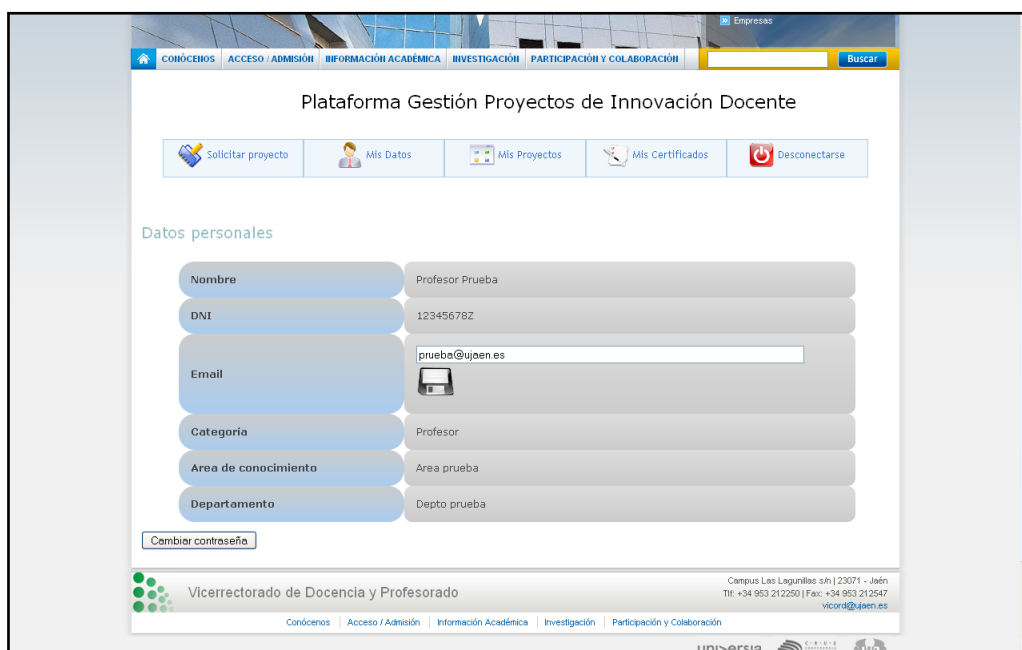 Empresas
CONÓCENOS ACCESO / ADMISIÓN INFORMACIÓN ACADÉMICA INVESTIGACIÓN PARTICIPACIÓN Y COLABORACIÓN Buscar
Plataforma Gestión Proyectos de Innovación Docente
Solicitar proyecto Mis Datos Mis Proyectos Mis Certificados Desconectarse
Datos personales
Nombre Profesor Prueba
DNI 12345678Z
Email prueba@ujaen.es
Categoría Profesor
Area de conocimiento Area prueba
Departamento Depto prueba
Cambiar contraseña
Vicerrectorado de Docencia y Profesorado
Campus Las Lagunillas s/n | 23071 - Jaén
Tlf: +34 953 212250 | Fax: +34 953 212547
vicord@ujaen.es
Conócenos | Acceso / Admisión | Información Académica | Investigación | Participación y Colaboración
universia